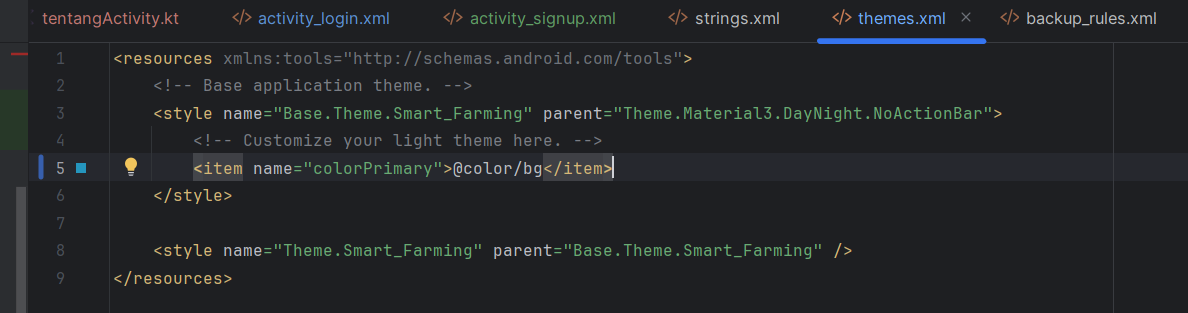 tentangActivity.kt
</> activity_login.xml
</> activity_signup.xml
</> strings.xml
</> themes.xml ×
</> backup_rules.xml
1 <resources xmlns:tools="http://schemas.android.com/tools">
2 <!-- Base application theme. -->
3 <style name="Base.Theme.Smart_Farming" parent="Theme.Material3.DayNight.NoActionBar">
4 <!-- Customize your light theme here. -->
5 <item name="colorPrimary">@color/bg</item>
6 </style>
7
8 <style name="Theme.Smart_Farming" parent="Base.Theme.Smart_Farming" />
9 </resources>